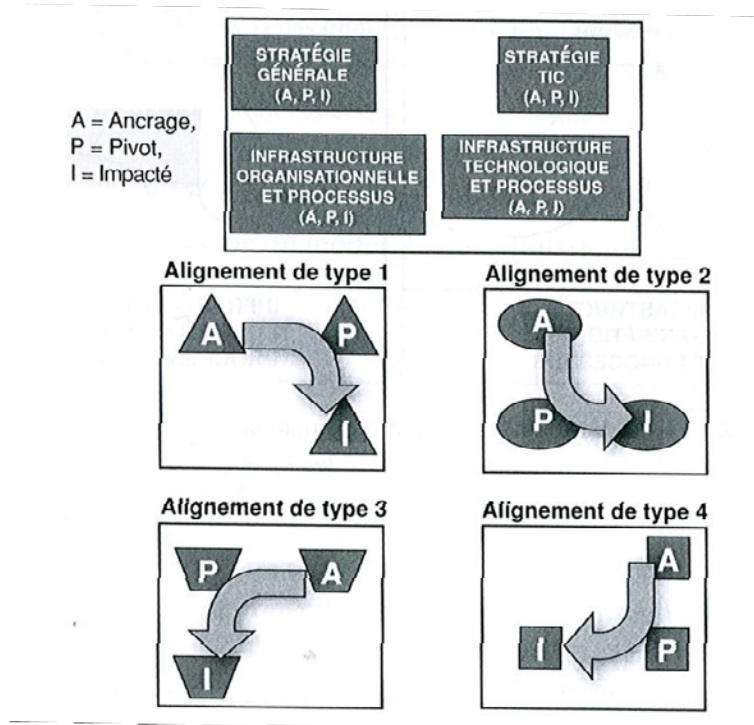 STRATÉGIE
GÉNÉRALE
(A, P, I)
STRATÉGIE
TIC
(A, P, I)
A = Ancrage,
P = Pivot,
I = Impacté
INFRASTRUCTURE
ORGANISATIONNELLE
ET PROCESSUS
(A, P, I)
INFRASTRUCTURE
TECHNOLOGIQUE
ET PROCESSUS
(A, P, I)
Alignement de type 1
A
P
I
Alignement de type 2
A
P
I
Alignement de type 3
P
A
I
Alignement de type 4
A
I
P